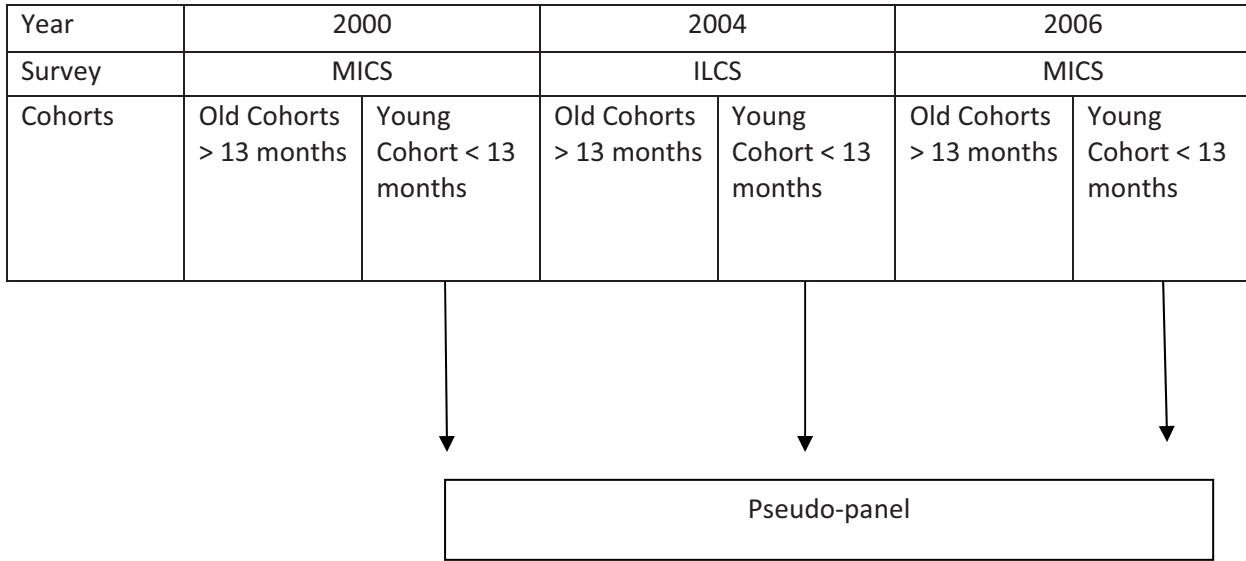 Year 2000 2004 2006
Survey MICS ILCS MICS
Cohorts Old Cohorts Young Old Cohorts Young Old Cohorts Young
> 13 months Cohort < 13 > 13 months Cohort < 13 > 13 months Cohort < 13
months months months
Pseudo-panel